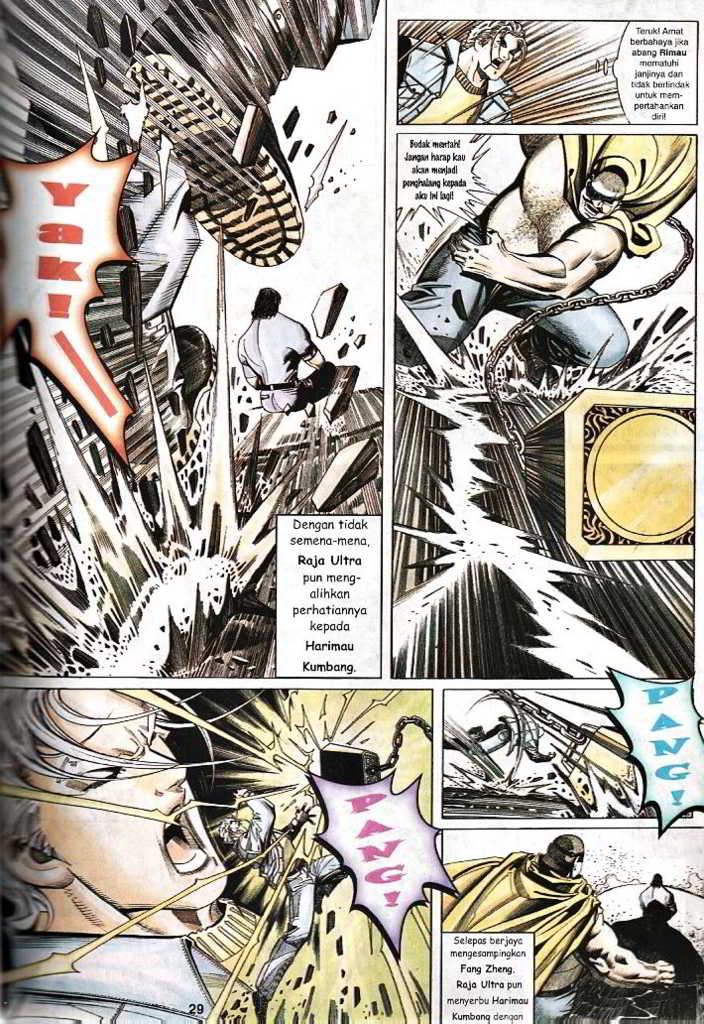 Yak!
Dengan tidak
semena-mena,
Raja Ultra
pun meng-
alihkan
perhatiannya
kepada
Harimau
Kumbang.
Teruk! Amat
berbahaya jika
abang Rimau
mematuhi
janjinya dan
tidak bertindak
untuk mem-
pertahankan
diri!
Budak mentah!
Jangan harap kau
akan menjadi
penghalang kepada
aku ini lagi!
PANG!
PANG!
Selepas berjaya
mengesampingkan
Fang Zheng,
Raja Ultra pun
menyerbu Harimau
Kumbang dengan
29